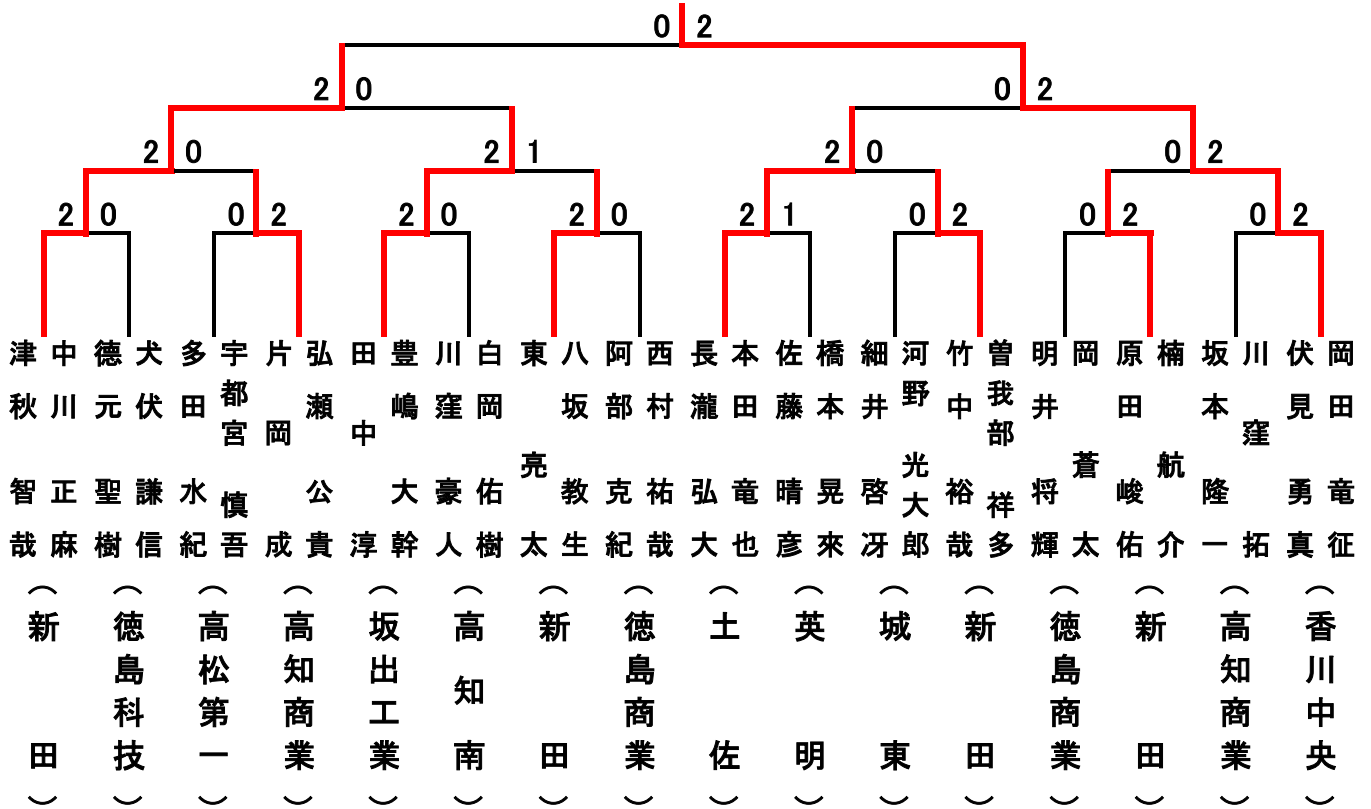 0 2
2 0
0 2
2 0
2 1
2 0
0 2
2 0
0 2
2 0
2 0
2 1
0 2
0 2
0 2
津秋智哉
中川正麻
（新田）
德元聖樹
犬伏謙信
（徳島科技）
多田水紀
宇都宮慎吾
（高松第一）
片岡成
弘瀬公貴
（高知商業）
田中淳
豊嶋大幹
（坂出工業）
川窪豪人
白岡佑樹
（高知南）
東亮太
八坂教生
（新田）
阿部克紀
西村祐哉
（徳島商業）
長瀧弘大
本田竜也
（土佐）
佐藤晴彦
橋本晃來
（英明）
細井啓冴
河野光大郎
（城東）
竹中裕哉
曽我部祥多
（新田）
明井将輝
岡蒼太
（徳島商業）
原田峻佑
楠航介
（新田）
坂本隆一
川窪拓
（高知商業）
伏見勇真
岡田竜征
（香川中央）